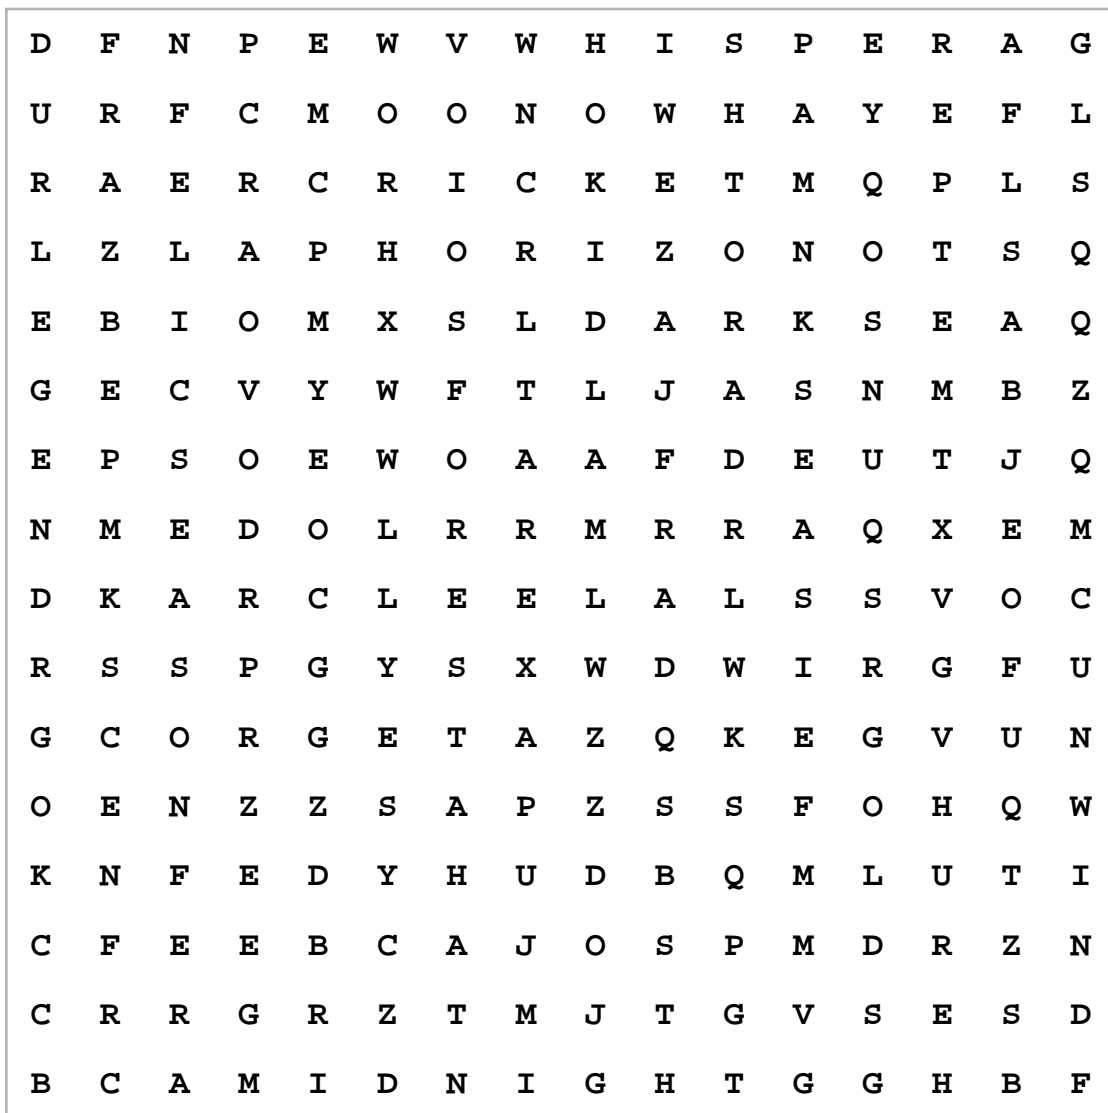 D F N P E W V W H I S P E R A G
U R F C M O O N O W H A Y E F L
R A E R C R I C K E T M Q P L S
L Z L A P H O R I Z O N O T S Q
E B I O M X S L D A R K S E A Q
G E C V Y W F T L J A S N M B Z
E P S O E W O A A F D E U T J Q
N M E D O L R R M R R A Q X E M
D K A R C L E E L A L S S V O C
R S S P G Y S X W D W I R G F U
G C O R G E T A Z Q K E G V U N
O E N Z Z S A P Z S S F O H Q W
K N F E D Y H U D B Q M L U T I
C F E E B C A J O S P M D R Z N
C R R G R Z T M J T G V S E S D
B C A M I D N I G H T G G H B F